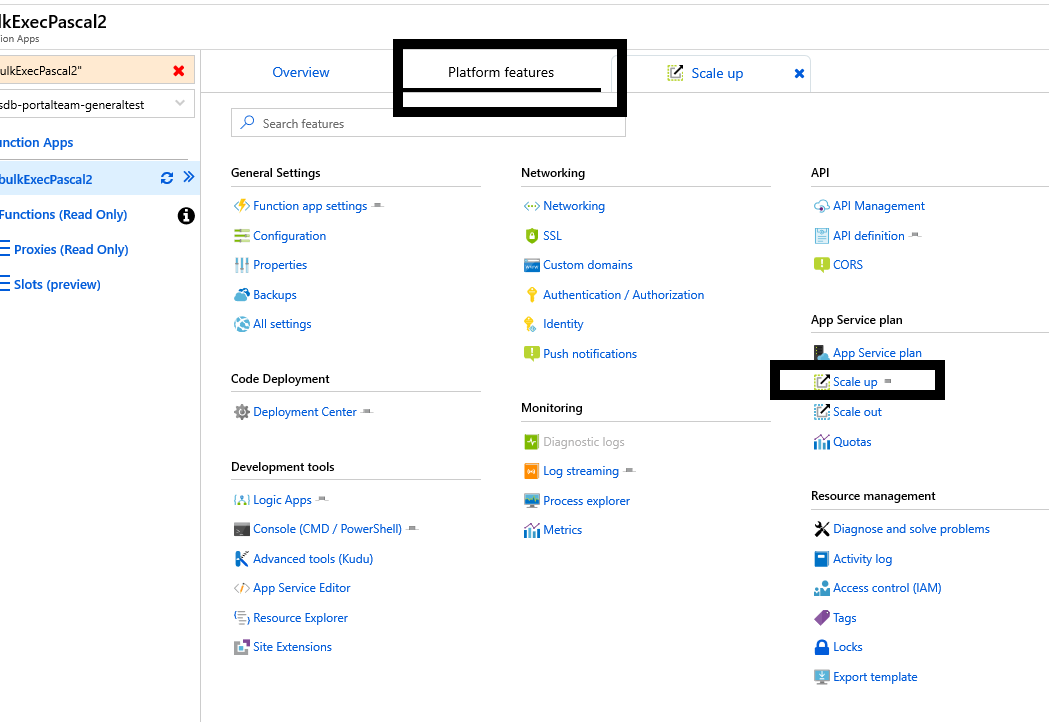 lkExecPascal2
ion Apps
ulkExecPascal2"
sdb-portalteam-generaltest
nction Apps
bulkExecPascal2
Functions (Read Only)
Proxies (Read Only)
Slots (preview)
Overview
Platform features
Scale up
Search features
General Settings
Function app settings
Configuration
Properties
Backups
All settings
Code Deployment
Deployment Center
Development tools
Logic Apps
Console (CMD / PowerShell)
Advanced tools (Kudu)
App Service Editor
Resource Explorer
Site Extensions
Networking
Networking
SSL
Custom domains
Authentication / Authorization
Identity
Push notifications
Monitoring
Diagnostic logs
Log streaming
Process explorer
Metrics
API
API Management
API definition
CORS
App Service plan
App Service plan
Scale up
Scale out
Quotas
Resource management
Diagnose and solve problems
Activity log
Access control (IAM)
Tags
Locks
Export template